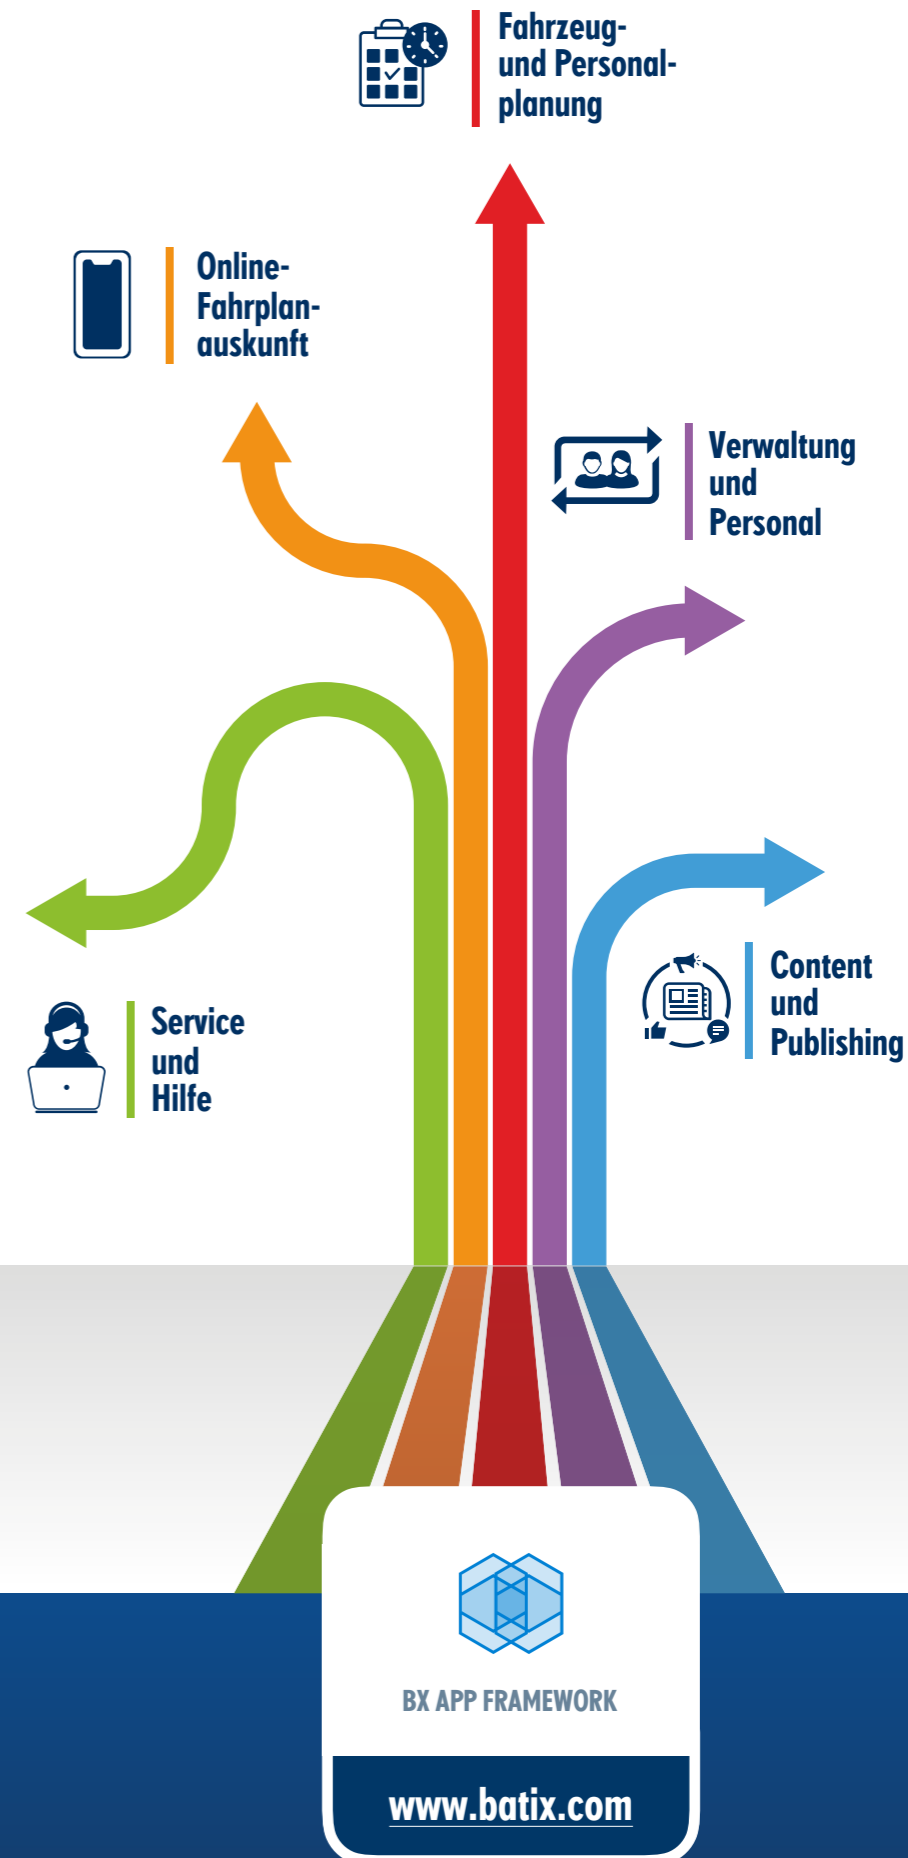 Fahrzeug-
und Personal-
planung
Online-
Fahrplan-
auskunft
Verwaltung
und
Personal
Content
und
Publishing
Service
und
Hilfe
BX APP FRAMEWORK
www.batix.com